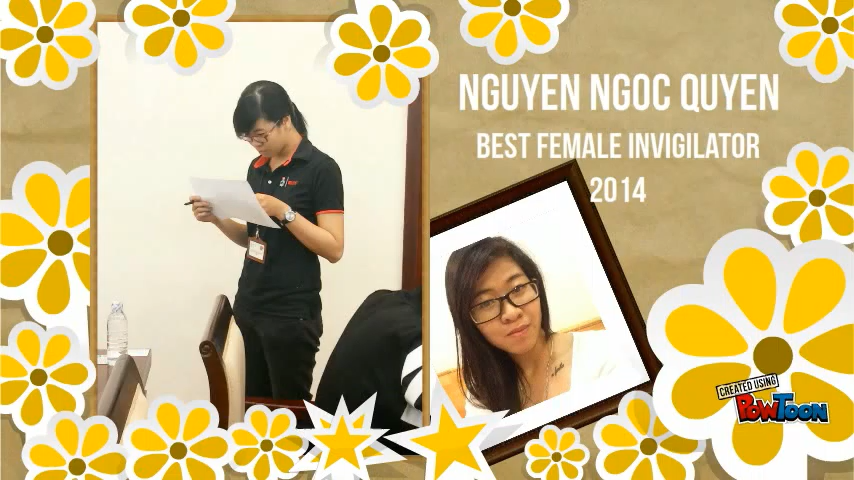 NGUYEN NGOC QUYEN
BEST FEMALE INVIGILATOR
2014
CREATED USING
POWTOON